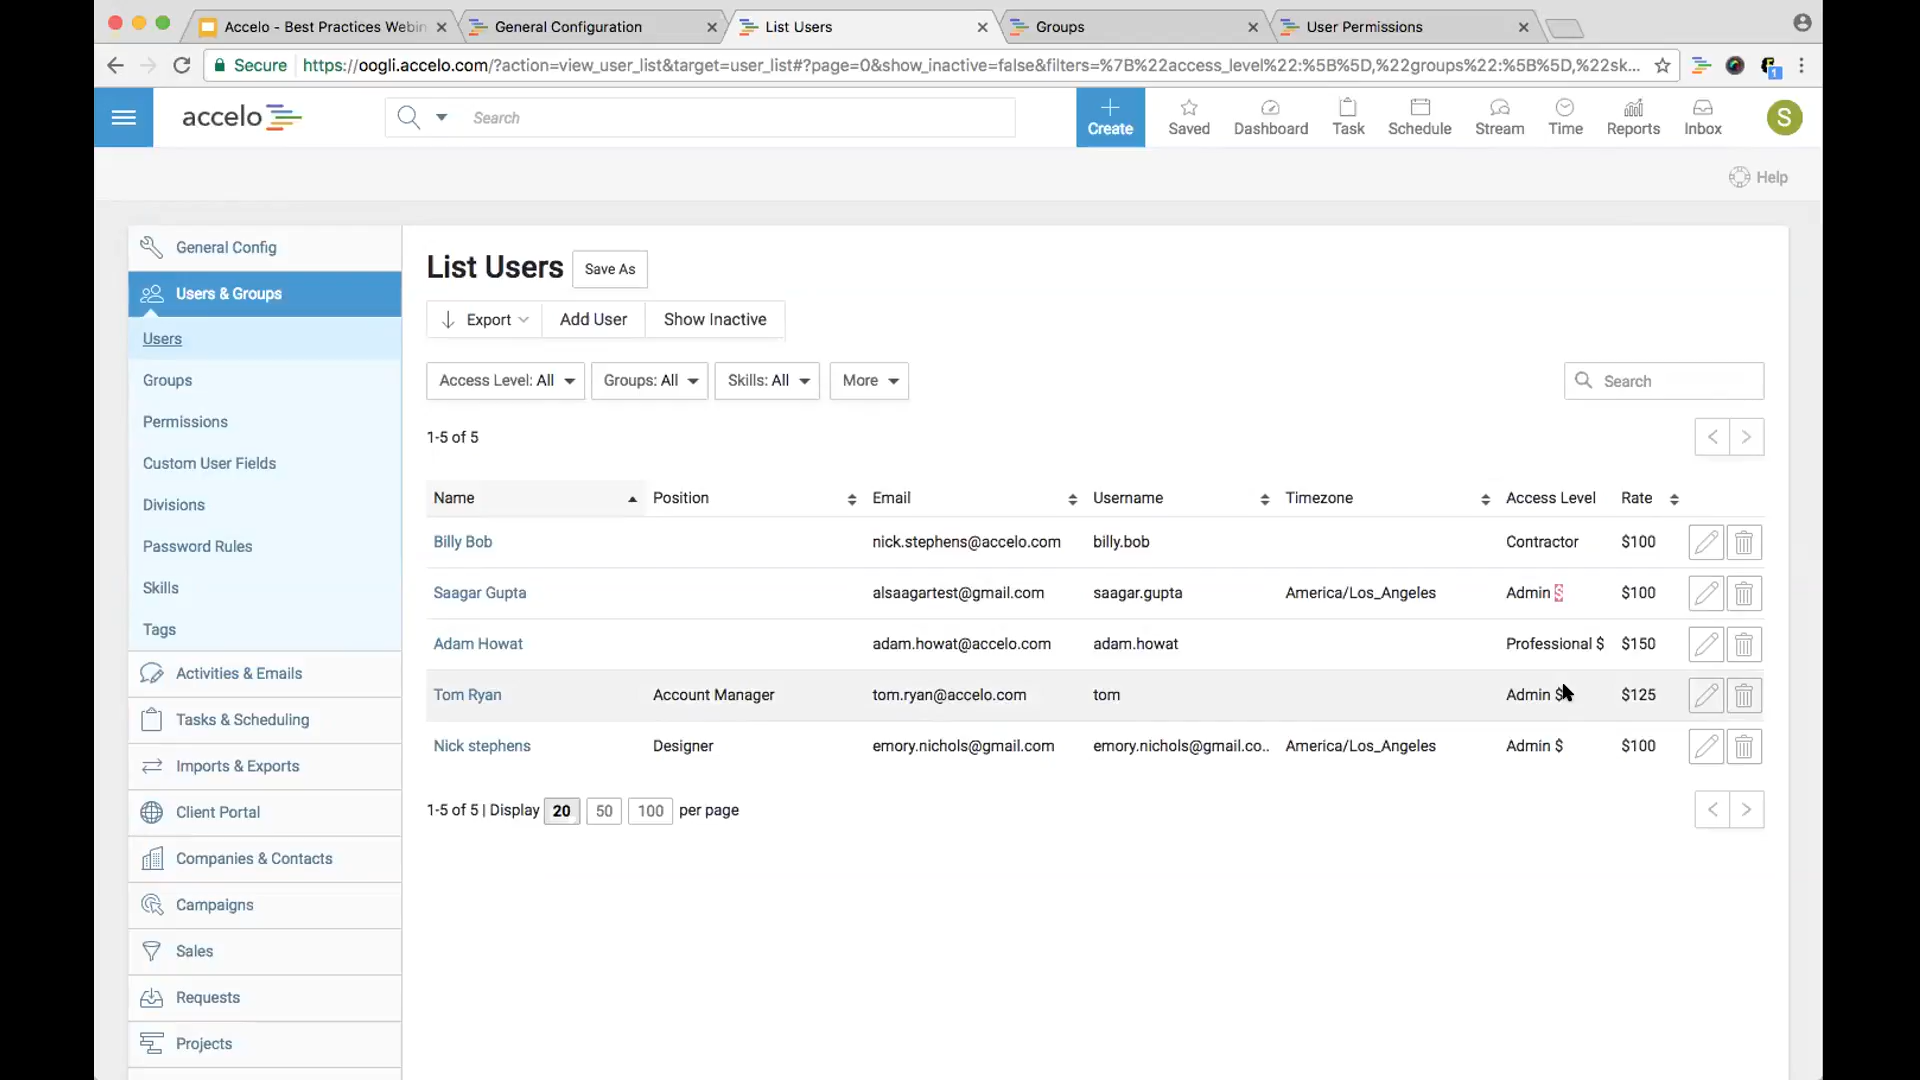 Accelo - Best Practices Webin
General Configuration
List Users
Groups
User Permissions
Secure
https://oogli.accelo.com/?action=view_user_list&target=user_list#?page=0&show_inactive=false&filters=%7B%22access_level%22:%5B%5D,%22groups%22:%5B%5D,%22sk...
1
accelo
Search
Create
Saved
Dashboard
Task
Schedule
Stream
Time
Reports
Inbox
S
Help
General Config
Users & Groups
Users
Groups
Permissions
Custom User Fields
Divisions
Password Rules
Skills
Tags
Activities & Emails
Tasks & Scheduling
Imports & Exports
Client Portal
Companies & Contacts
Campaigns
Sales
Requests
Projects
List Users Save As
Export Add User Show Inactive
Access Level: All Groups: All Skills: All More Search
1-5 of 5
Name Position Email Username Timezone Access Level Rate
Billy Bob nick.stephens@accelo.com billy.bob Contractor $100
Saagar Gupta alsaagartest@gmail.com saagar.gupta America/Los_Angeles Admin $ $100
Adam Howat adam.howat@accelo.com adam.howat Professional $ $150
Tom Ryan Account Manager tom.ryan@accelo.com tom Admin $ $125
Nick stephens Designer emory.nichols@gmail.com emory.nichols@gmail.co.. America/Los_Angeles Admin $ $100
1-5 of 5 | Display 20 50 100 per page